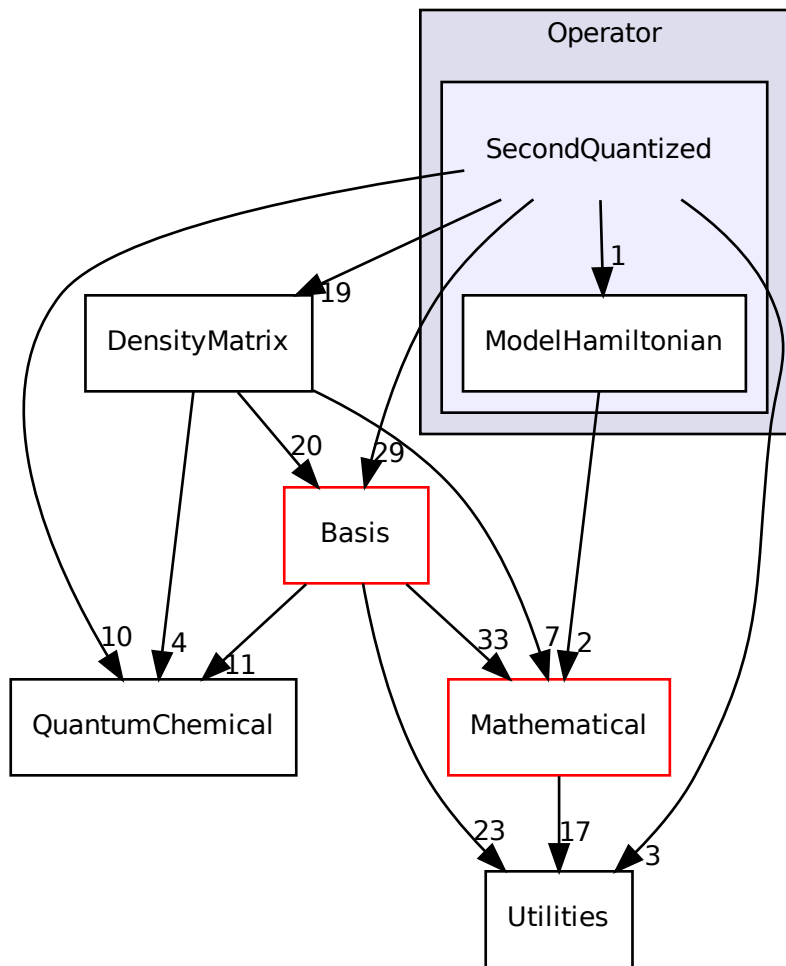 Operator
SecondQuantized
1
19
DensityMatrix
ModelHamiltonian
20
29
Basis
10
4
11
33
7
2
QuantumChemical
Mathematical
23
17
3
Utilities